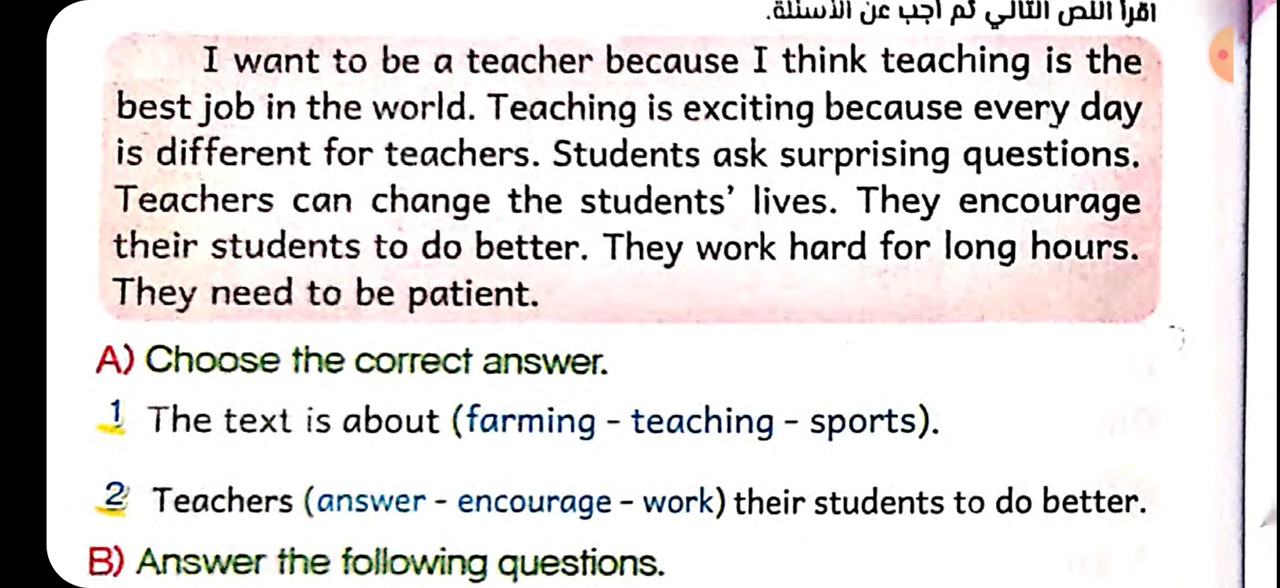 اقرأ النص التالي ثم أجب عن الأسئلة.
I want to be a teacher because I think teaching is the
best job in the world. Teaching is exciting because every day
is different for teachers. Students ask surprising questions.
Teachers can change the students' lives. They encourage
their students to do better. They work hard for long hours.
They need to be patient.
A) Choose the correct answer.
1 The text is about (farming - teaching - sports).
2 Teachers (answer - encourage - work) their students to do better.
B) Answer the following questions.